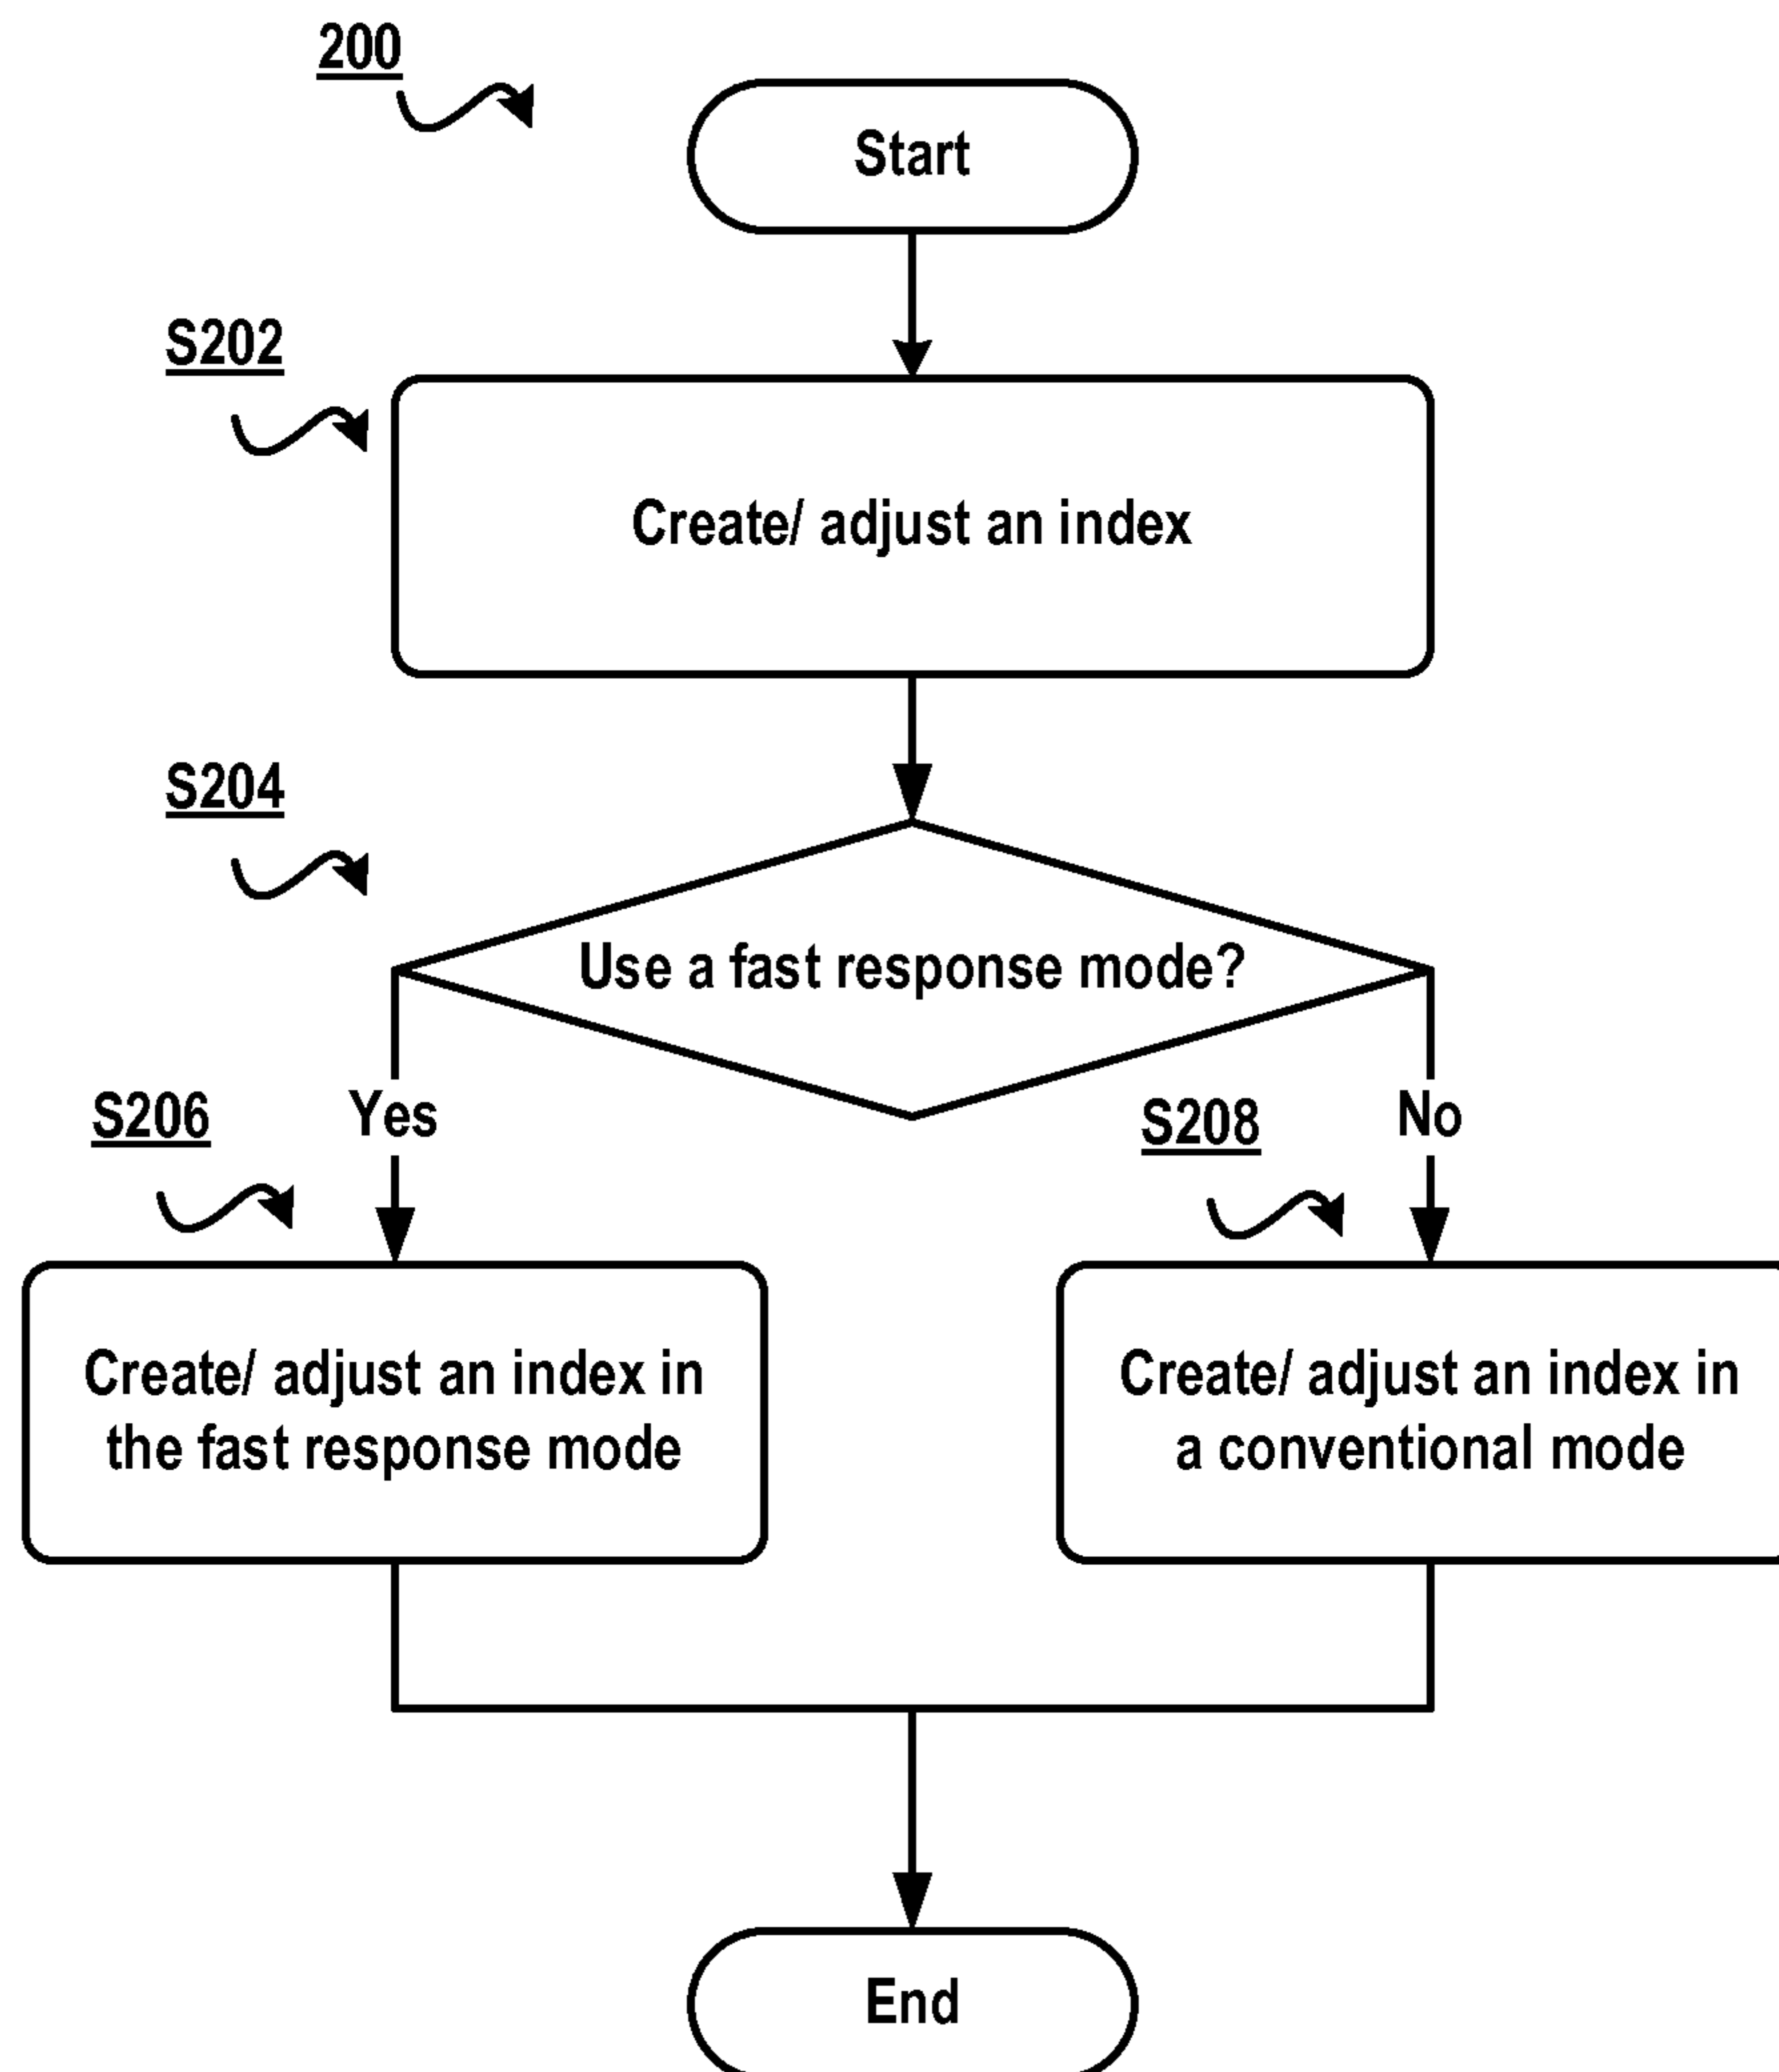 200
Start
S202
Create/ adjust an index
S204
Use a fast response mode?
S206
Yes
S208
No
Create/ adjust an index in
the fast response mode
Create/ adjust an index in
a conventional mode
End